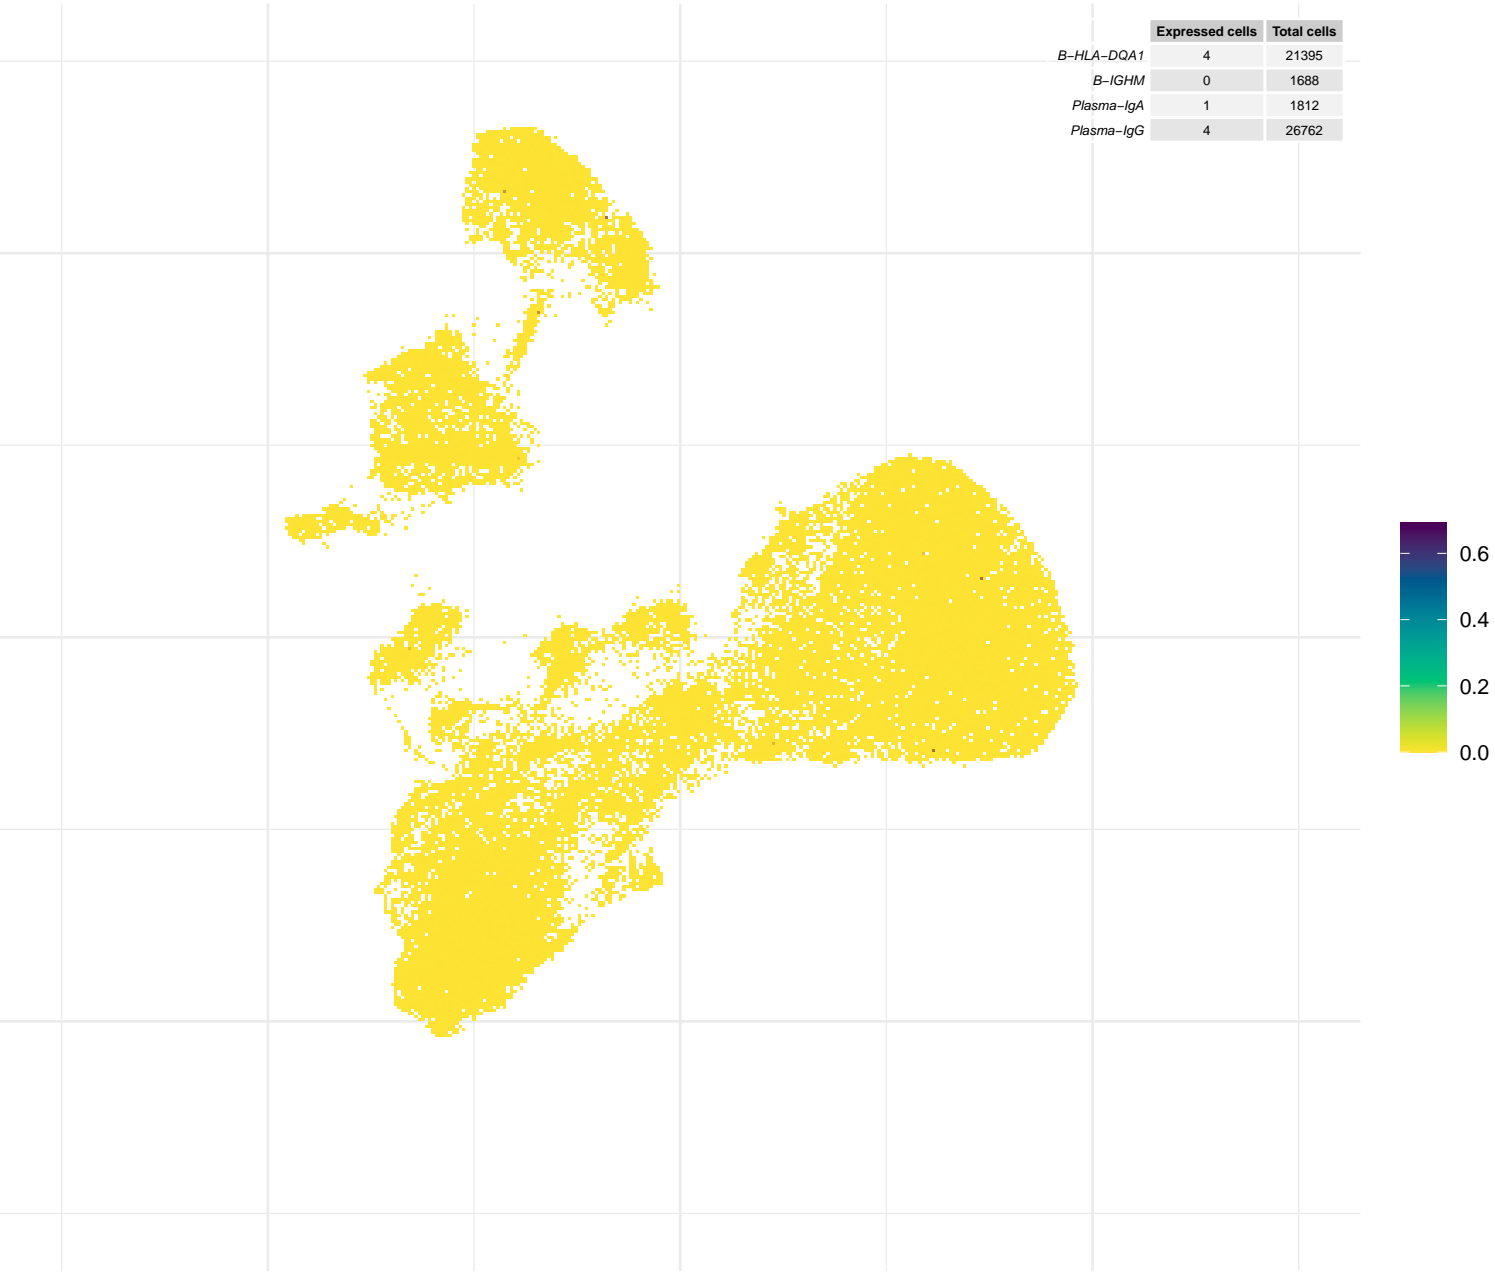 Expressed cells Total cells
B−HLA−DQA1 4 21395
B−IGHM 0 1688
Plasma−IgA 1 1812
Plasma−IgG 4 26762
0.6
0.4
0.2
0.0